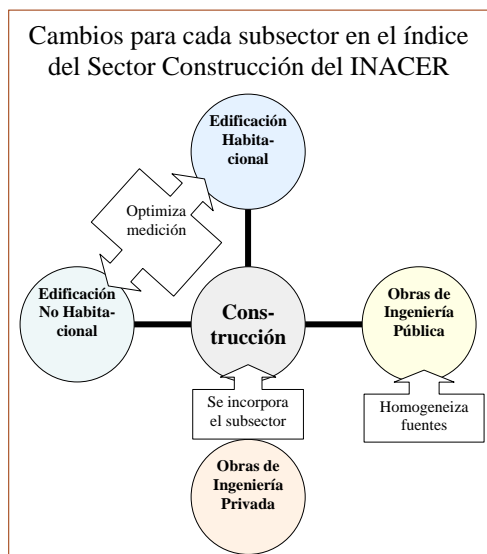 Cambios para cada subsector en el índice
del Sector Construcción del INACER
Edificación
Habita-
cional
Optimiza
medición
Edificación
No Habita-
cional
Cons-
trucción
Obras de
Ingeniería
Pública
Se incorpora
el subsector
Homogeneiza
fuentes
Obras de
Ingeniería
Privada